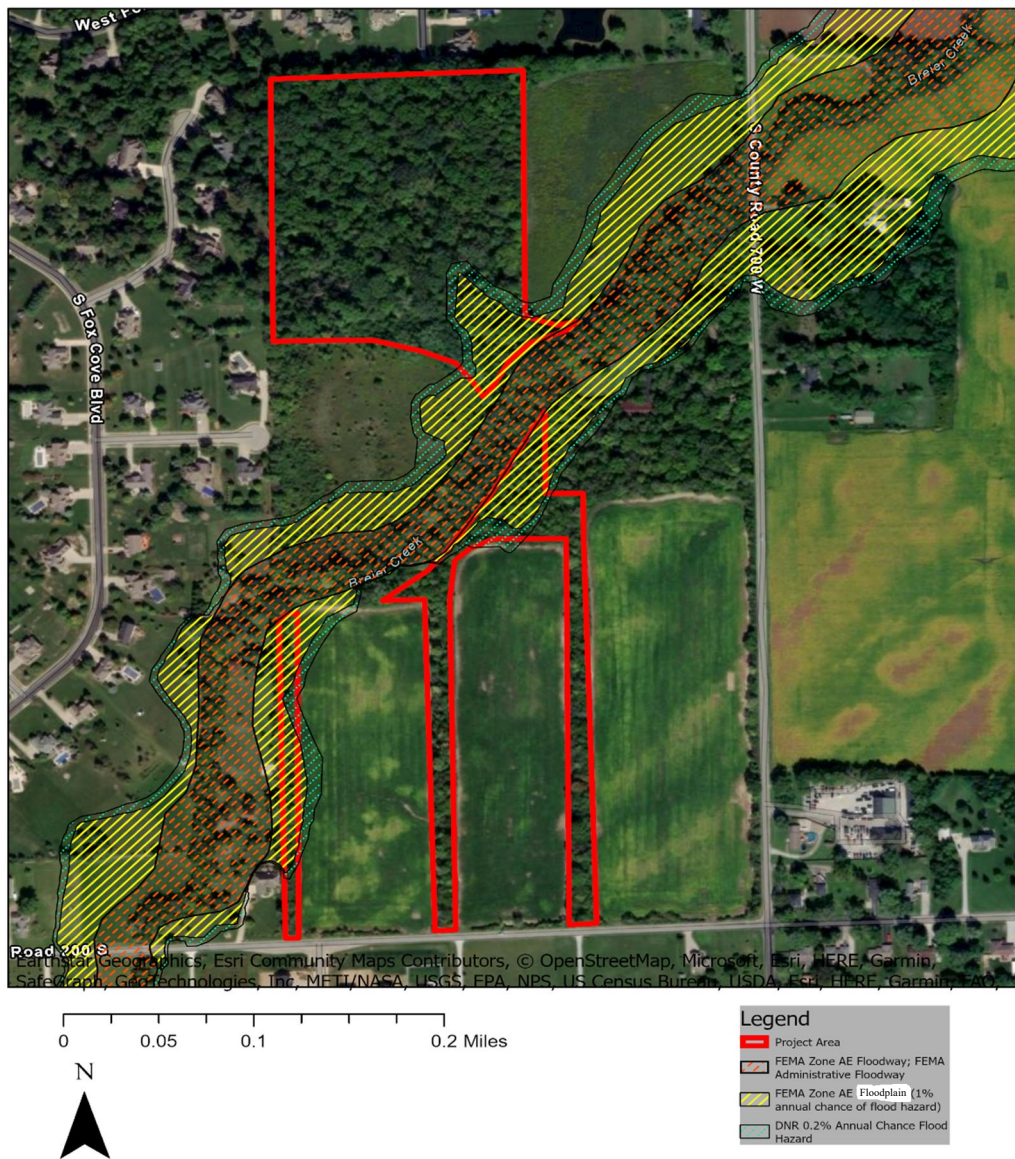 West Fo
Breier Creek
S County Road 700 W
S Fox Cove Blvd
Breier Creek
Road 200 S
Earthstar Geographics, Esri Community Maps Contributors, © OpenStreetMap, Microsoft, Esri, HERE, Garmin,
SafeGraph, GeoTechnologies, Inc, METI/NASA, USGS, EPA, NPS, US Census Bureau, USDA, Esri, HERE, Garmin, FAO,
0 0.05 0.1 0.2 Miles
N
Legend
Project Area
FEMA Zone AE Floodway; FEMA
Administrative Floodway
FEMA Zone AE Floodplain (1%
annual chance of flood hazard)
DNR 0.2% Annual Chance Flood
Hazard